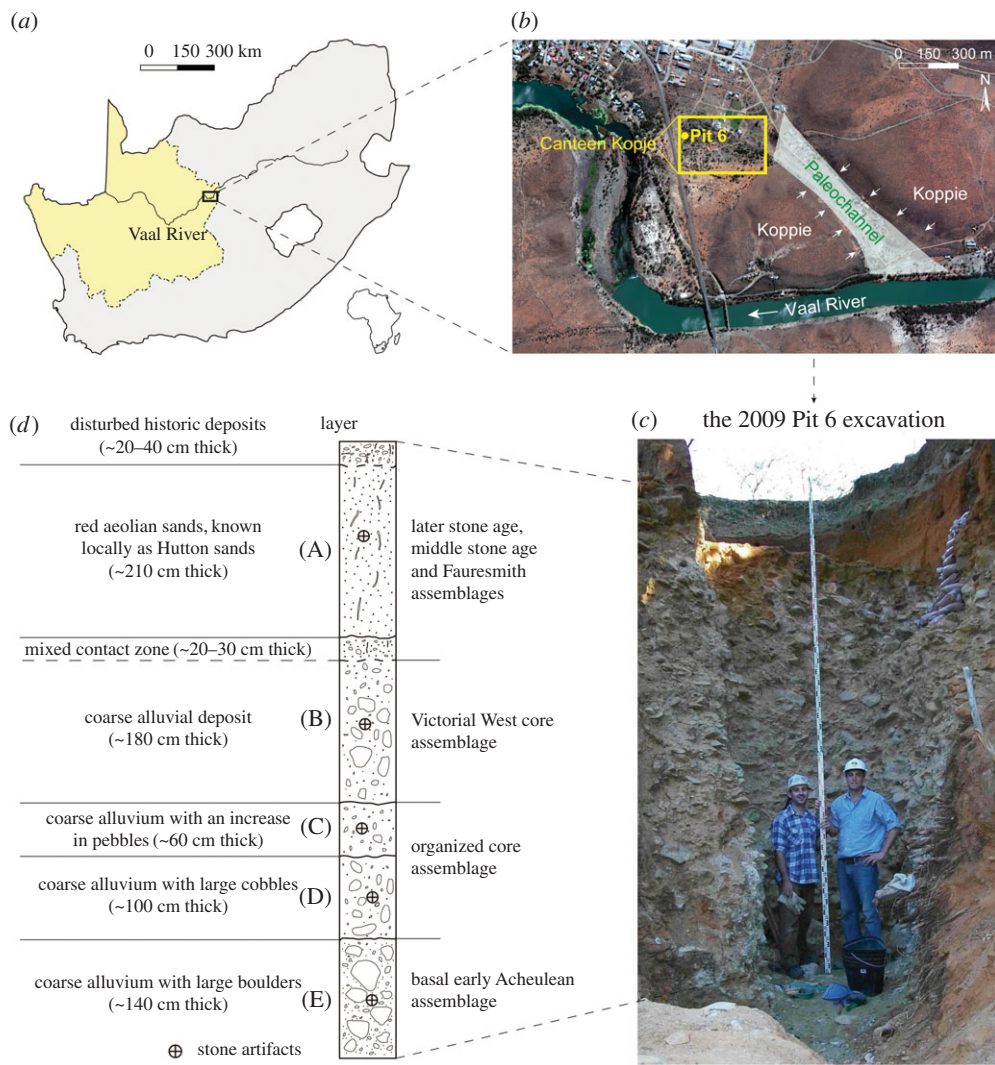 (a)
0 150 300 km
Vaal River
(b)
0 150 300 m
N
Canteen Kopje
Pit 6
Paleochannel
Koppie
Koppie
Vaal River
(c) the 2009 Pit 6 excavation
(d)
disturbed historic deposits
(~20–40 cm thick)
layer
red aeolian sands, known
locally as Hutton sands
(~210 cm thick)
(A)
later stone age,
middle stone age
and Fauresmith
assemblages
mixed contact zone (~20–30 cm thick)
coarse alluvial deposit
(~180 cm thick)
(B)
Victorial West core
assemblage
coarse alluvium with an increase
in pebbles (~60 cm thick)
(C)
organized core
assemblage
coarse alluvium with large cobbles
(~100 cm thick)
(D)
coarse alluvium with large boulders
(~140 cm thick)
(E)
basal early Acheulean
assemblage
⊕ stone artifacts